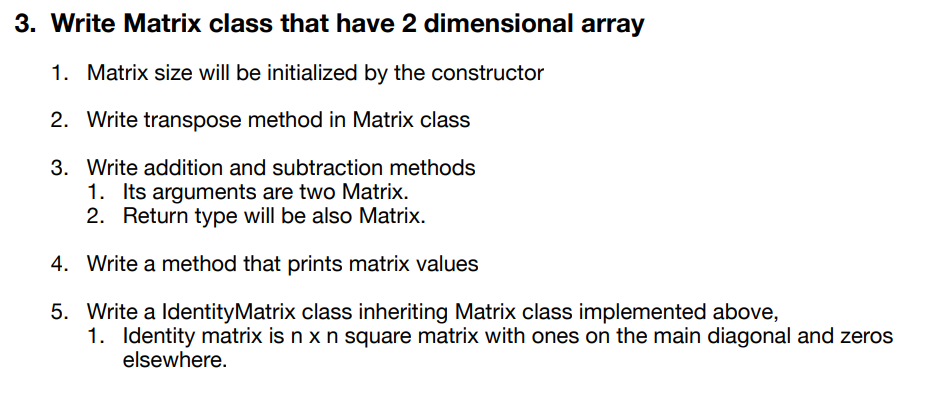 3. Write Matrix class that have 2 dimensional array
1. Matrix size will be initialized by the constructor
2. Write transpose method in Matrix class
3. Write addition and subtraction methods
1. Its arguments are two Matrix.
2. Return type will be also Matrix.
4. Write a method that prints matrix values
5. Write a IdentityMatrix class inheriting Matrix class implemented above,
1. Identity matrix is n x n square matrix with ones on the main diagonal and zeros
elsewhere.